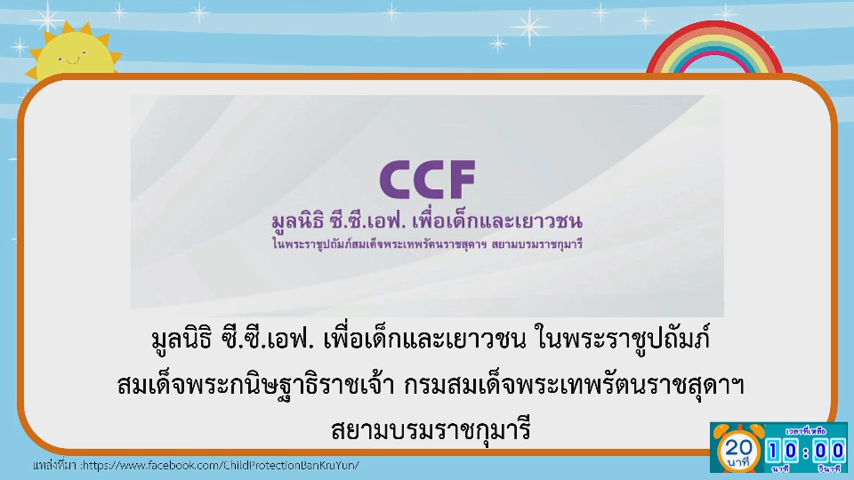 CCF
มูลนิธิ ซี.ซี.เอฟ. เพื่อเด็กและเยาวชน
ในพระราชูปถัมภ์สมเด็จพระเทพรัตนราชสุดาฯ สยามบรมราชกุมารี
มูลนิธิ ซี.ซี.เอฟ. เพื่อเด็กและเยาวชน ในพระราชูปถัมภ์
สมเด็จพระกนิษฐาธิราชเจ้า กรมสมเด็จพระเทพรัตนราชสุดาฯ
สยามบรมราชกุมารี
แหล่งที่มา :https://www.facebook.com/ChildProtectionBanKruYun/
20
นาที
เวลาที่เหลือ
10:00
นาที วินาที